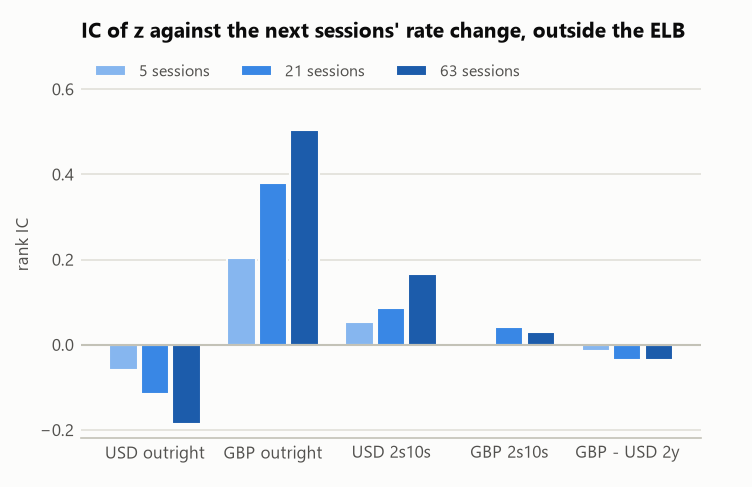 IC of z against the next sessions' rate change, outside the ELB
5 sessions 21 sessions 63 sessions
0.6
0.4
0.2
0.0
−0.2
rank IC
USD outright GBP outright USD 2s10s GBP 2s10s GBP - USD 2y